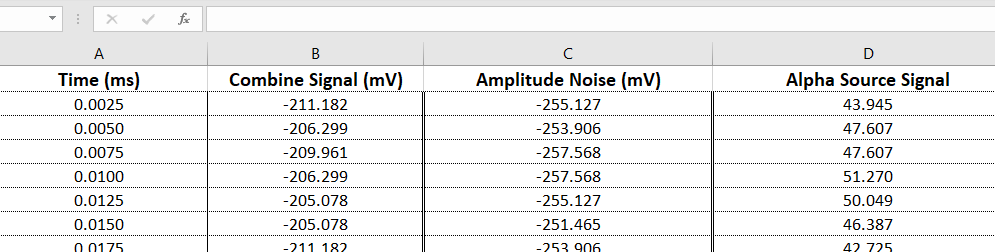 fx
A B C D
Time (ms) Combine Signal (mV) Amplitude Noise (mV) Alpha Source Signal
0.0025 -211.182 -255.127 43.945
0.0050 -206.299 -253.906 47.607
0.0075 -209.961 -257.568 47.607
0.0100 -206.299 -257.568 51.270
0.0125 -205.078 -255.127 50.049
0.0150 -205.078 -251.465 46.387
0.0175 -211.182 -253.906 42.725